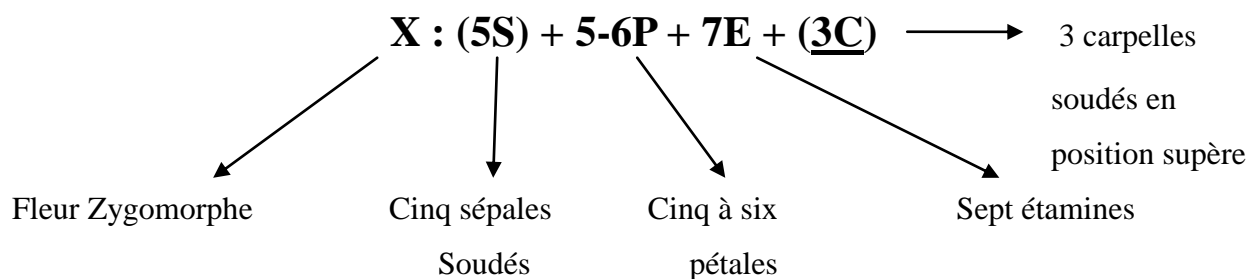 X : (5S) + 5-6P + 7E + (3C)
3 carpelles
soudés en
position supère
Fleur Zygomorphe
Cinq sépales
Soudés
Cinq à six
pétales
Sept étamines